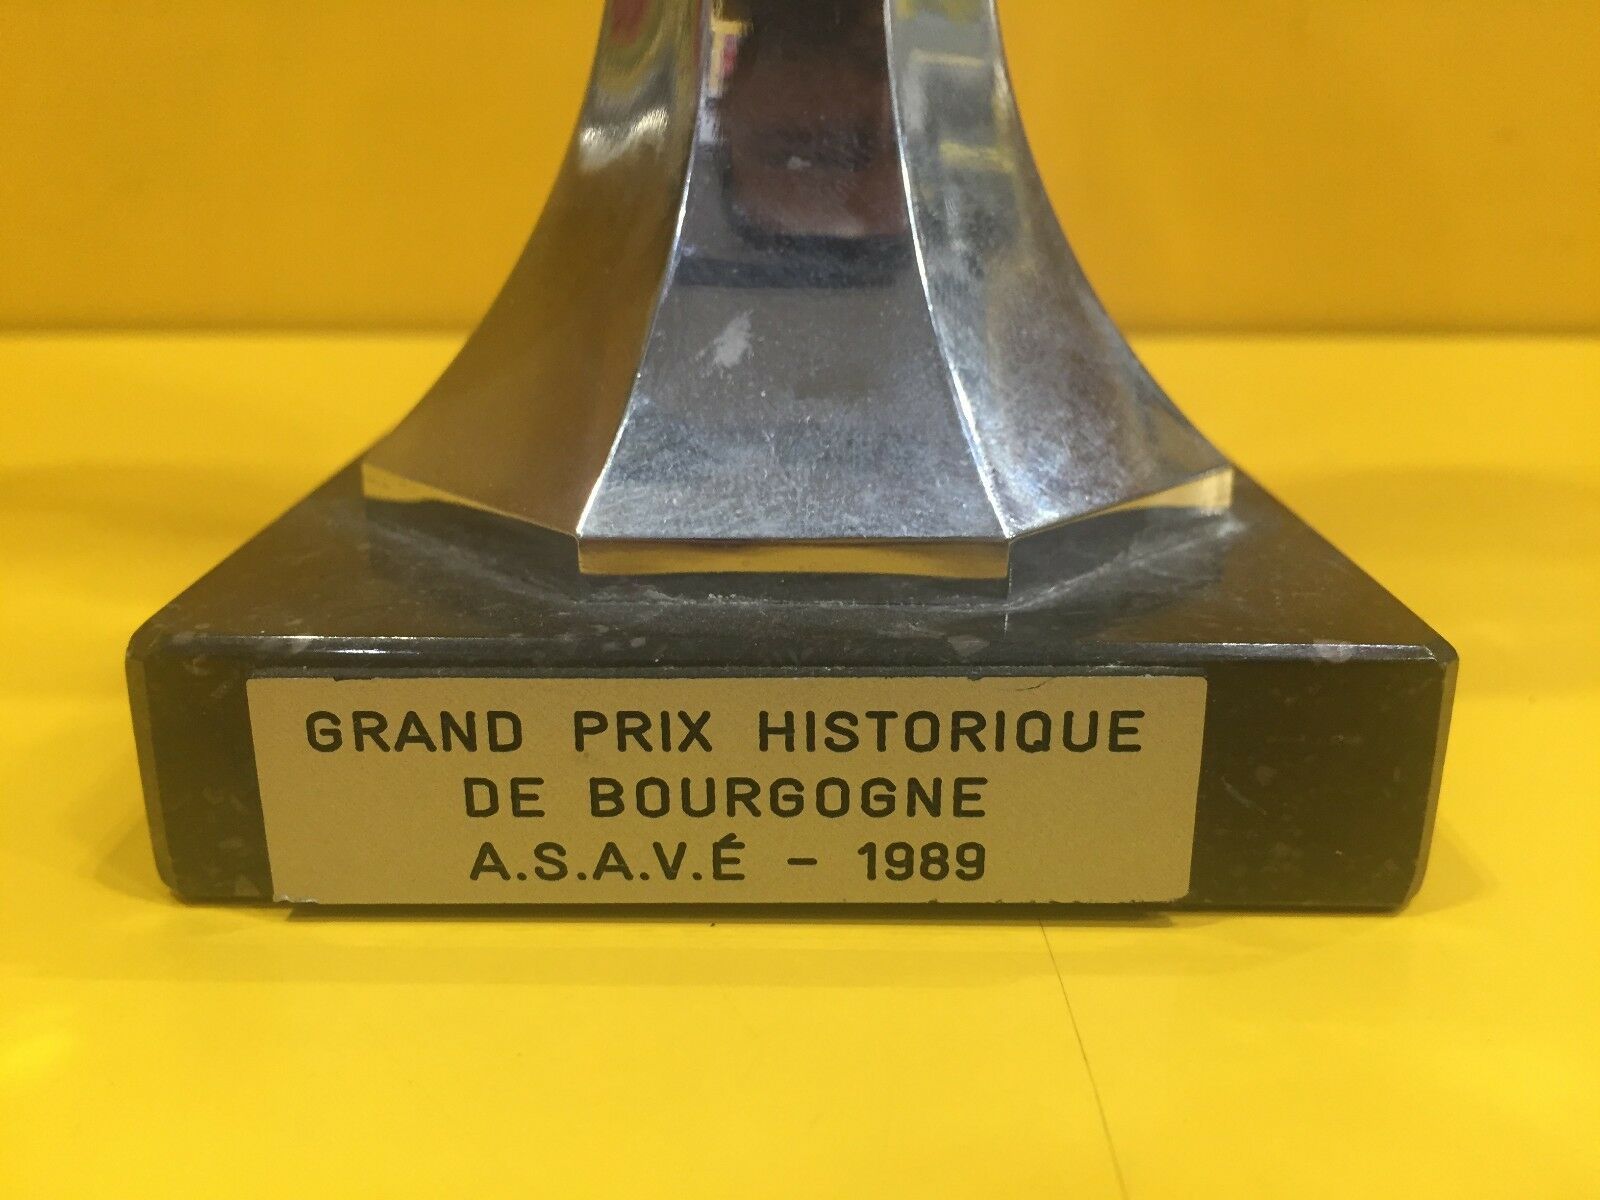 GRAND PRIX HISTORIQUE
DE BOURGOGNE
A.S.A.V.É - 1989